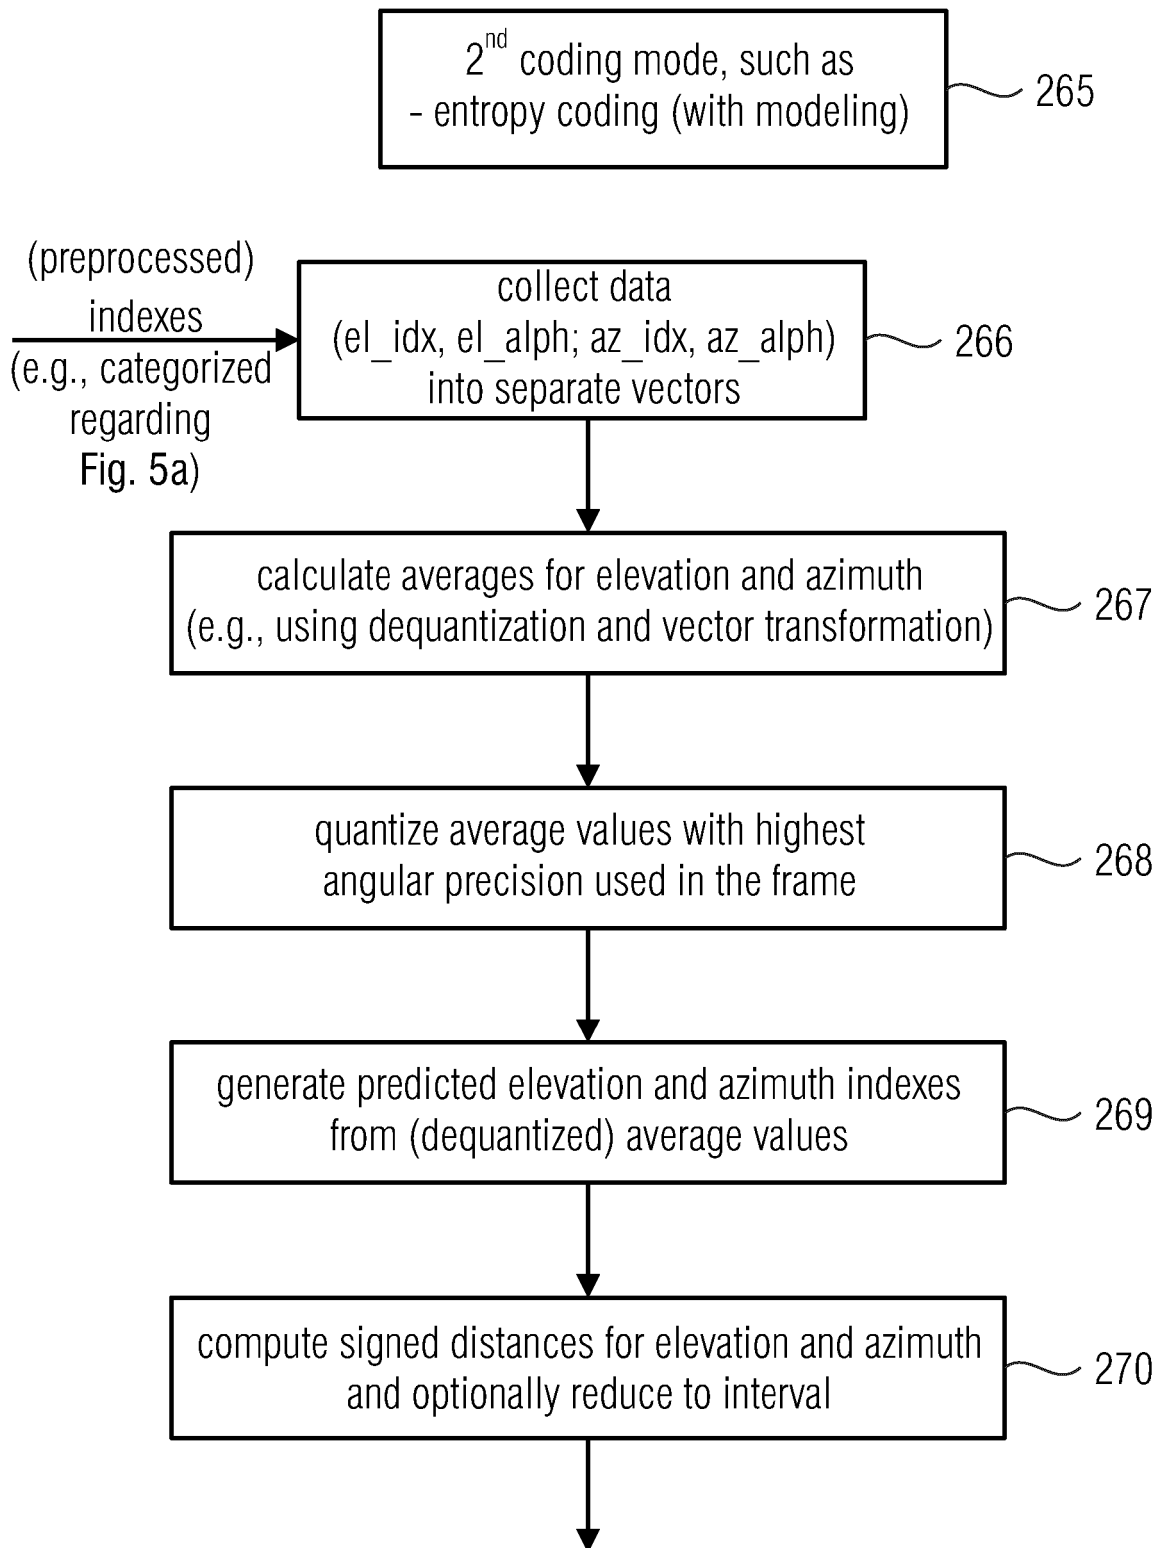 2nd coding mode, such as
- entropy coding (with modeling)
265
(preprocessed)
indexes
(e.g., categorized
regarding
Fig. 5a)
collect data
(el_idx, el_alph; az_idx, az_alph)
into separate vectors
266
calculate averages for elevation and azimuth
(e.g., using dequantization and vector transformation)
267
quantize average values with highest
angular precision used in the frame
268
generate predicted elevation and azimuth indexes
from (dequantized) average values
269
compute signed distances for elevation and azimuth
and optionally reduce to interval
270